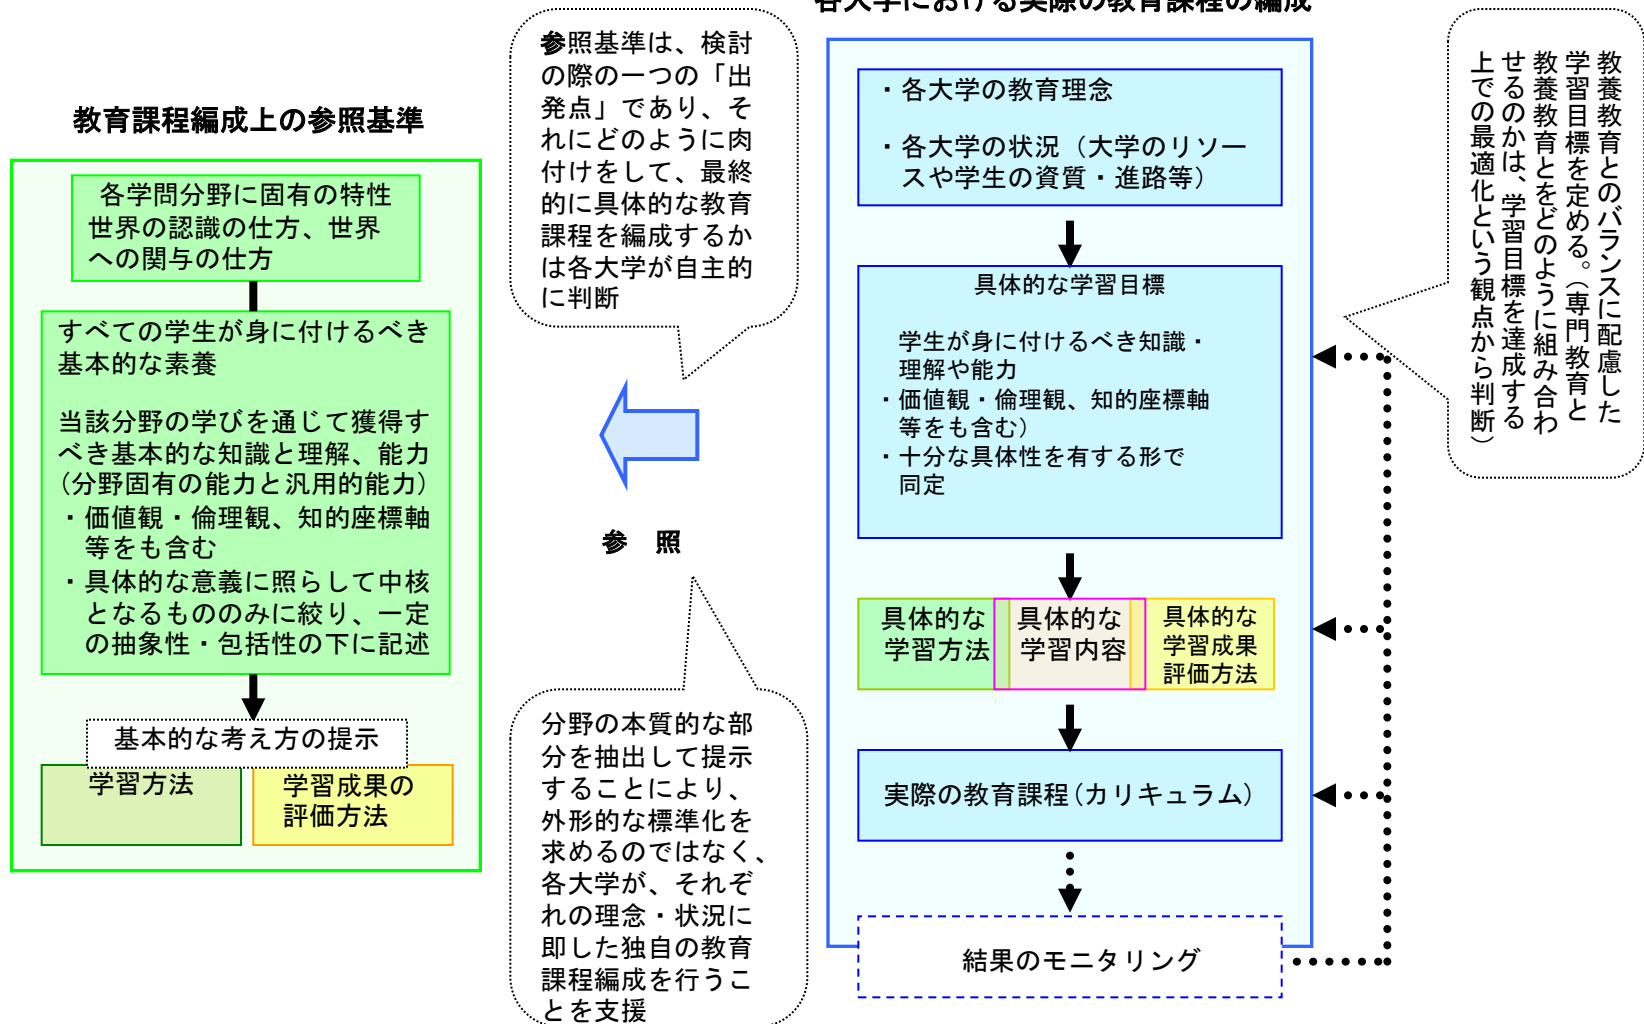 教育課程編成上の参照基準
各学問分野に固有の特性
世界の認識の仕方、世界
への関与の仕方
すべての学生が身に付けるべき
基本的な素養
当該分野の学びを通じて獲得す
べき基本的な知識と理解、能力
(分野固有の能力と汎用的能力)
・価値観・倫理観、知的座標軸
等をも含む
・具体的な意義に照らして中核
となるもののみに絞り、一定
の抽象性・包括性の下に記述
基本的な考え方の提示
学習方法
学習成果の
評価方法
参照基準は、検討
の際の一つの「出
発点」であり、そ
れにどのように肉
付けをして、最終
的に具体的な教育
課程を編成するか
は各大学が自主的
に判断
参 照
分野の本質的な部
分を抽出して提示
することにより、
外形的な標準化を
求めるのではなく、
各大学が、それぞ
れの理念・状況に
即した独自の教育
課程編成を行うこ
とを支援
各大学における実際の教育課程の編成
・各大学の教育理念
・各大学の状況（大学のリソー
スや学生の資質・進路等）
具体的な学習目標
学生が身に付けるべき知識・
理解や能力
・価値観・倫理観、知的座標軸
等をも含む）
・十分な具体性を有する形で
同定
具体的な
学習方法
具体的な
学習内容
具体的な
学習成果
評価方法
実際の教育課程(カリキュラム)
結果のモニタリング
教養教育とのバランスに配慮した
学習目標を定める。（専門教育と
教養教育とをどのように組み合わ
せるのかは、学習目標を達成する
上での最適化という観点から判断）